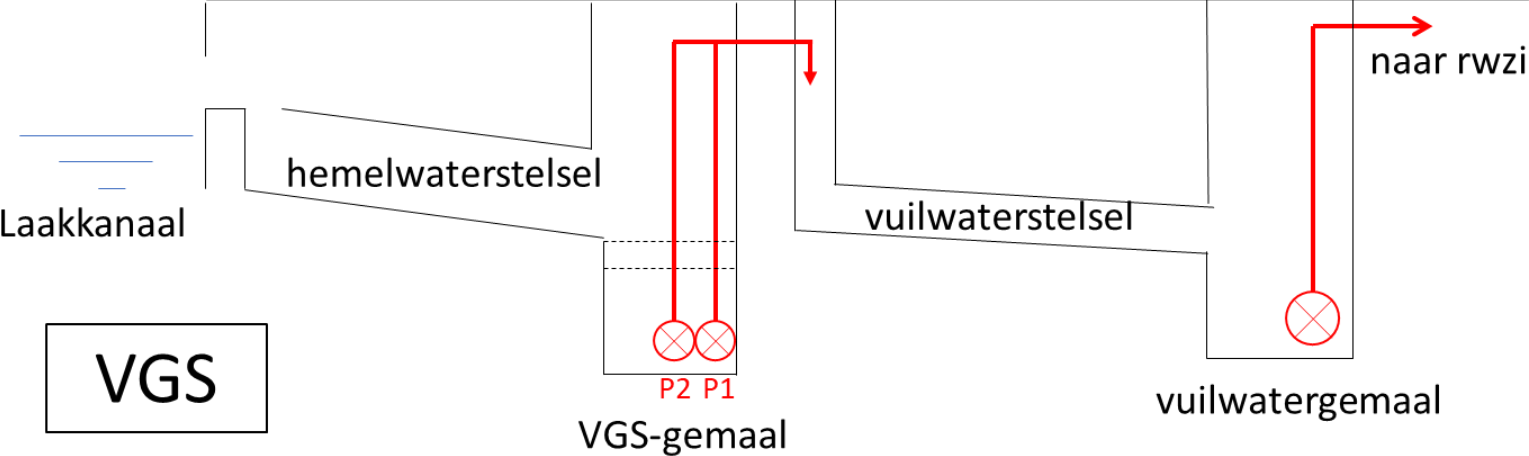 naar rwzi
hemelwaterstelsel
Laakkanaal
vuilwaterstelsel
VGS
P2 P1
VGS-gemaal
vuilwatergemaal